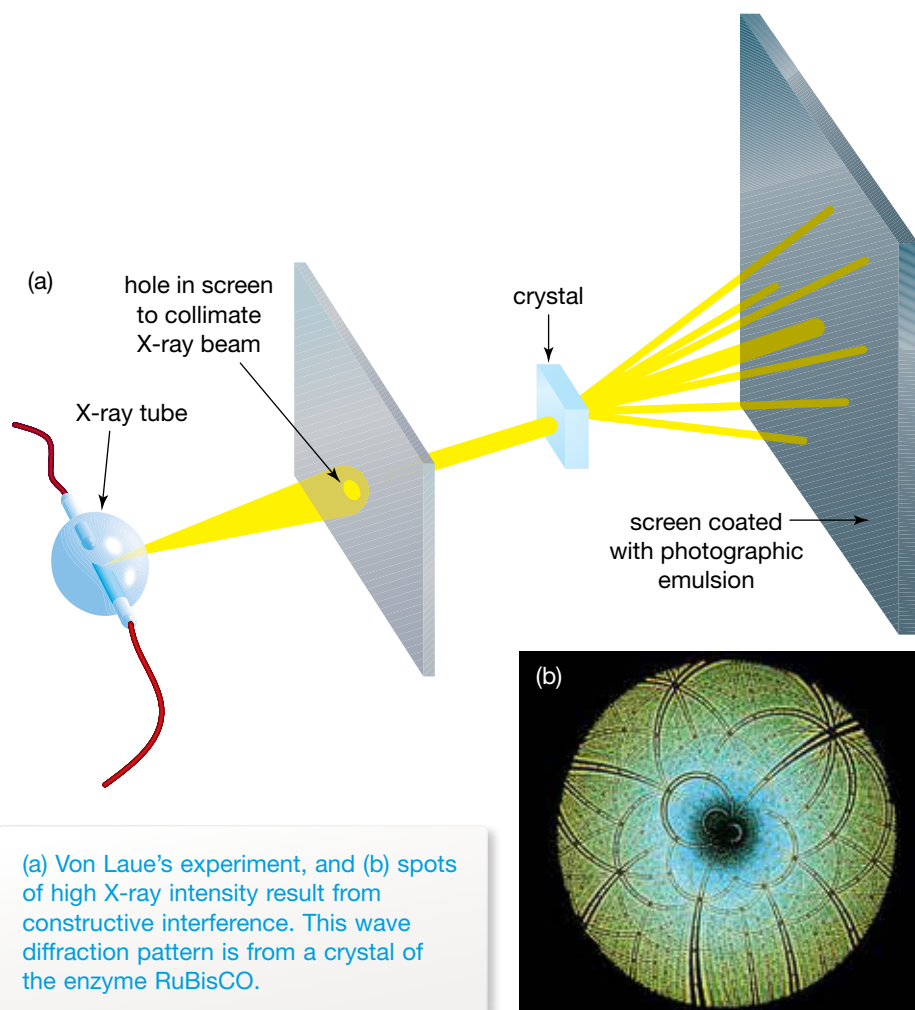 (a)
hole in screen
to collimate
X-ray beam
crystal
X-ray tube
screen coated
with photographic
emulsion
(b)
(a) Von Laue’s experiment, and (b) spots
of high X-ray intensity result from
constructive interference. This wave
diffraction pattern is from a crystal of
the enzyme RuBisCO.